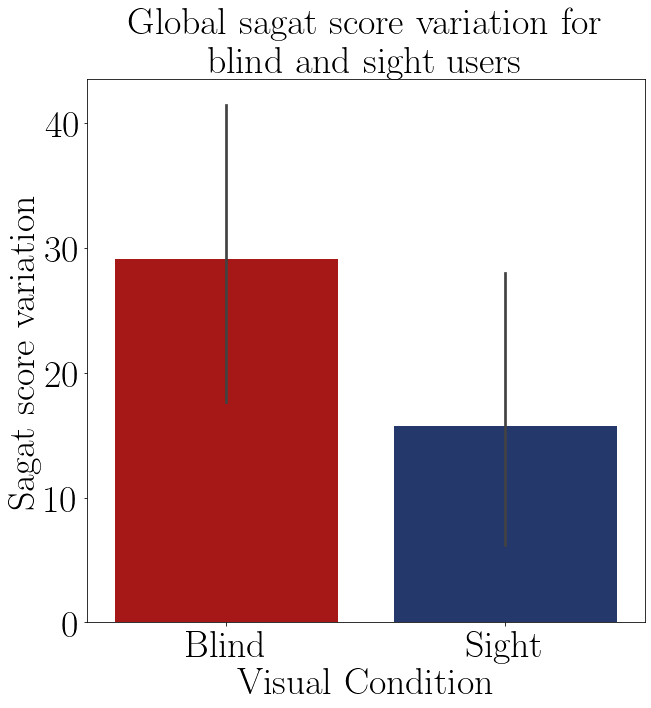 Global sagat score variation for
blind and sight users
Sagat score variation
40
30
20
10
0
Blind
Sight
Visual Condition